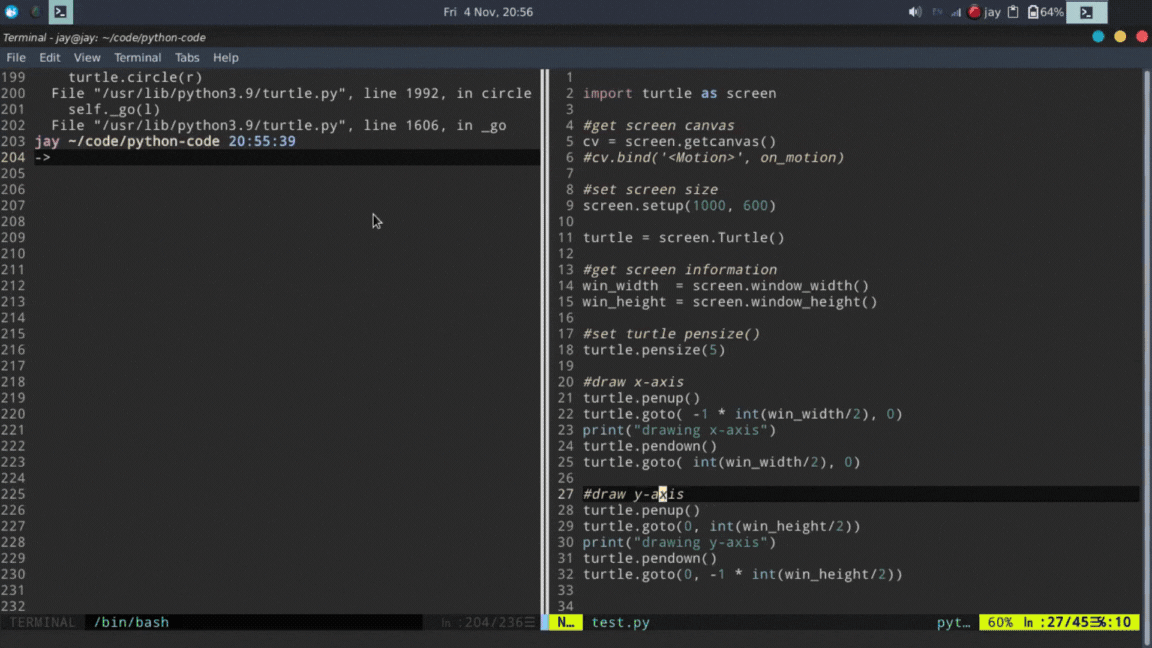 Fri 4 Nov, 20:56
jay
64%
Terminal - jay@jay: ~/code/python-code
File Edit View Terminal Tabs Help
199 turtle.circle(r)
200 File "/usr/lib/python3.9/turtle.py", line 1992, in circle
201 self._go(l)
202 File "/usr/lib/python3.9/turtle.py", line 1606, in _go
203 jay ~/code/python-code 20:55:39
204 ->
205
206
207
208
209
210
211
212
213
214
215
216
217
218
219
220
221
222
223
224
225
226
227
228
229
230
231
232
TERMINAL /bin/bash ln :204/236☰
1
2 import turtle as screen
3
4 #get screen canvas
5 cv = screen.getcanvas()
6 #cv.bind('<Motion>', on_motion)
7
8 #set screen size
9 screen.setup(1000, 600)
10
11 turtle = screen.Turtle()
12
13 #get screen information
14 win_width  = screen.window_width()
15 win_height = screen.window_height()
16
17 #set turtle pensize()
18 turtle.pensize(5)
19
20 #draw x-axis
21 turtle.penup()
22 turtle.goto( -1 * int(win_width/2), 0)
23 print("drawing x-axis")
24 turtle.pendown()
25 turtle.goto( int(win_width/2), 0)
26
27 #draw y-axis
28 turtle.penup()
29 turtle.goto(0, int(win_height/2))
30 print("drawing y-axis")
31 turtle.pendown()
32 turtle.goto(0, -1 * int(win_height/2))
33
34
N… test.py pyt… 60% ln :27/45☰%:10